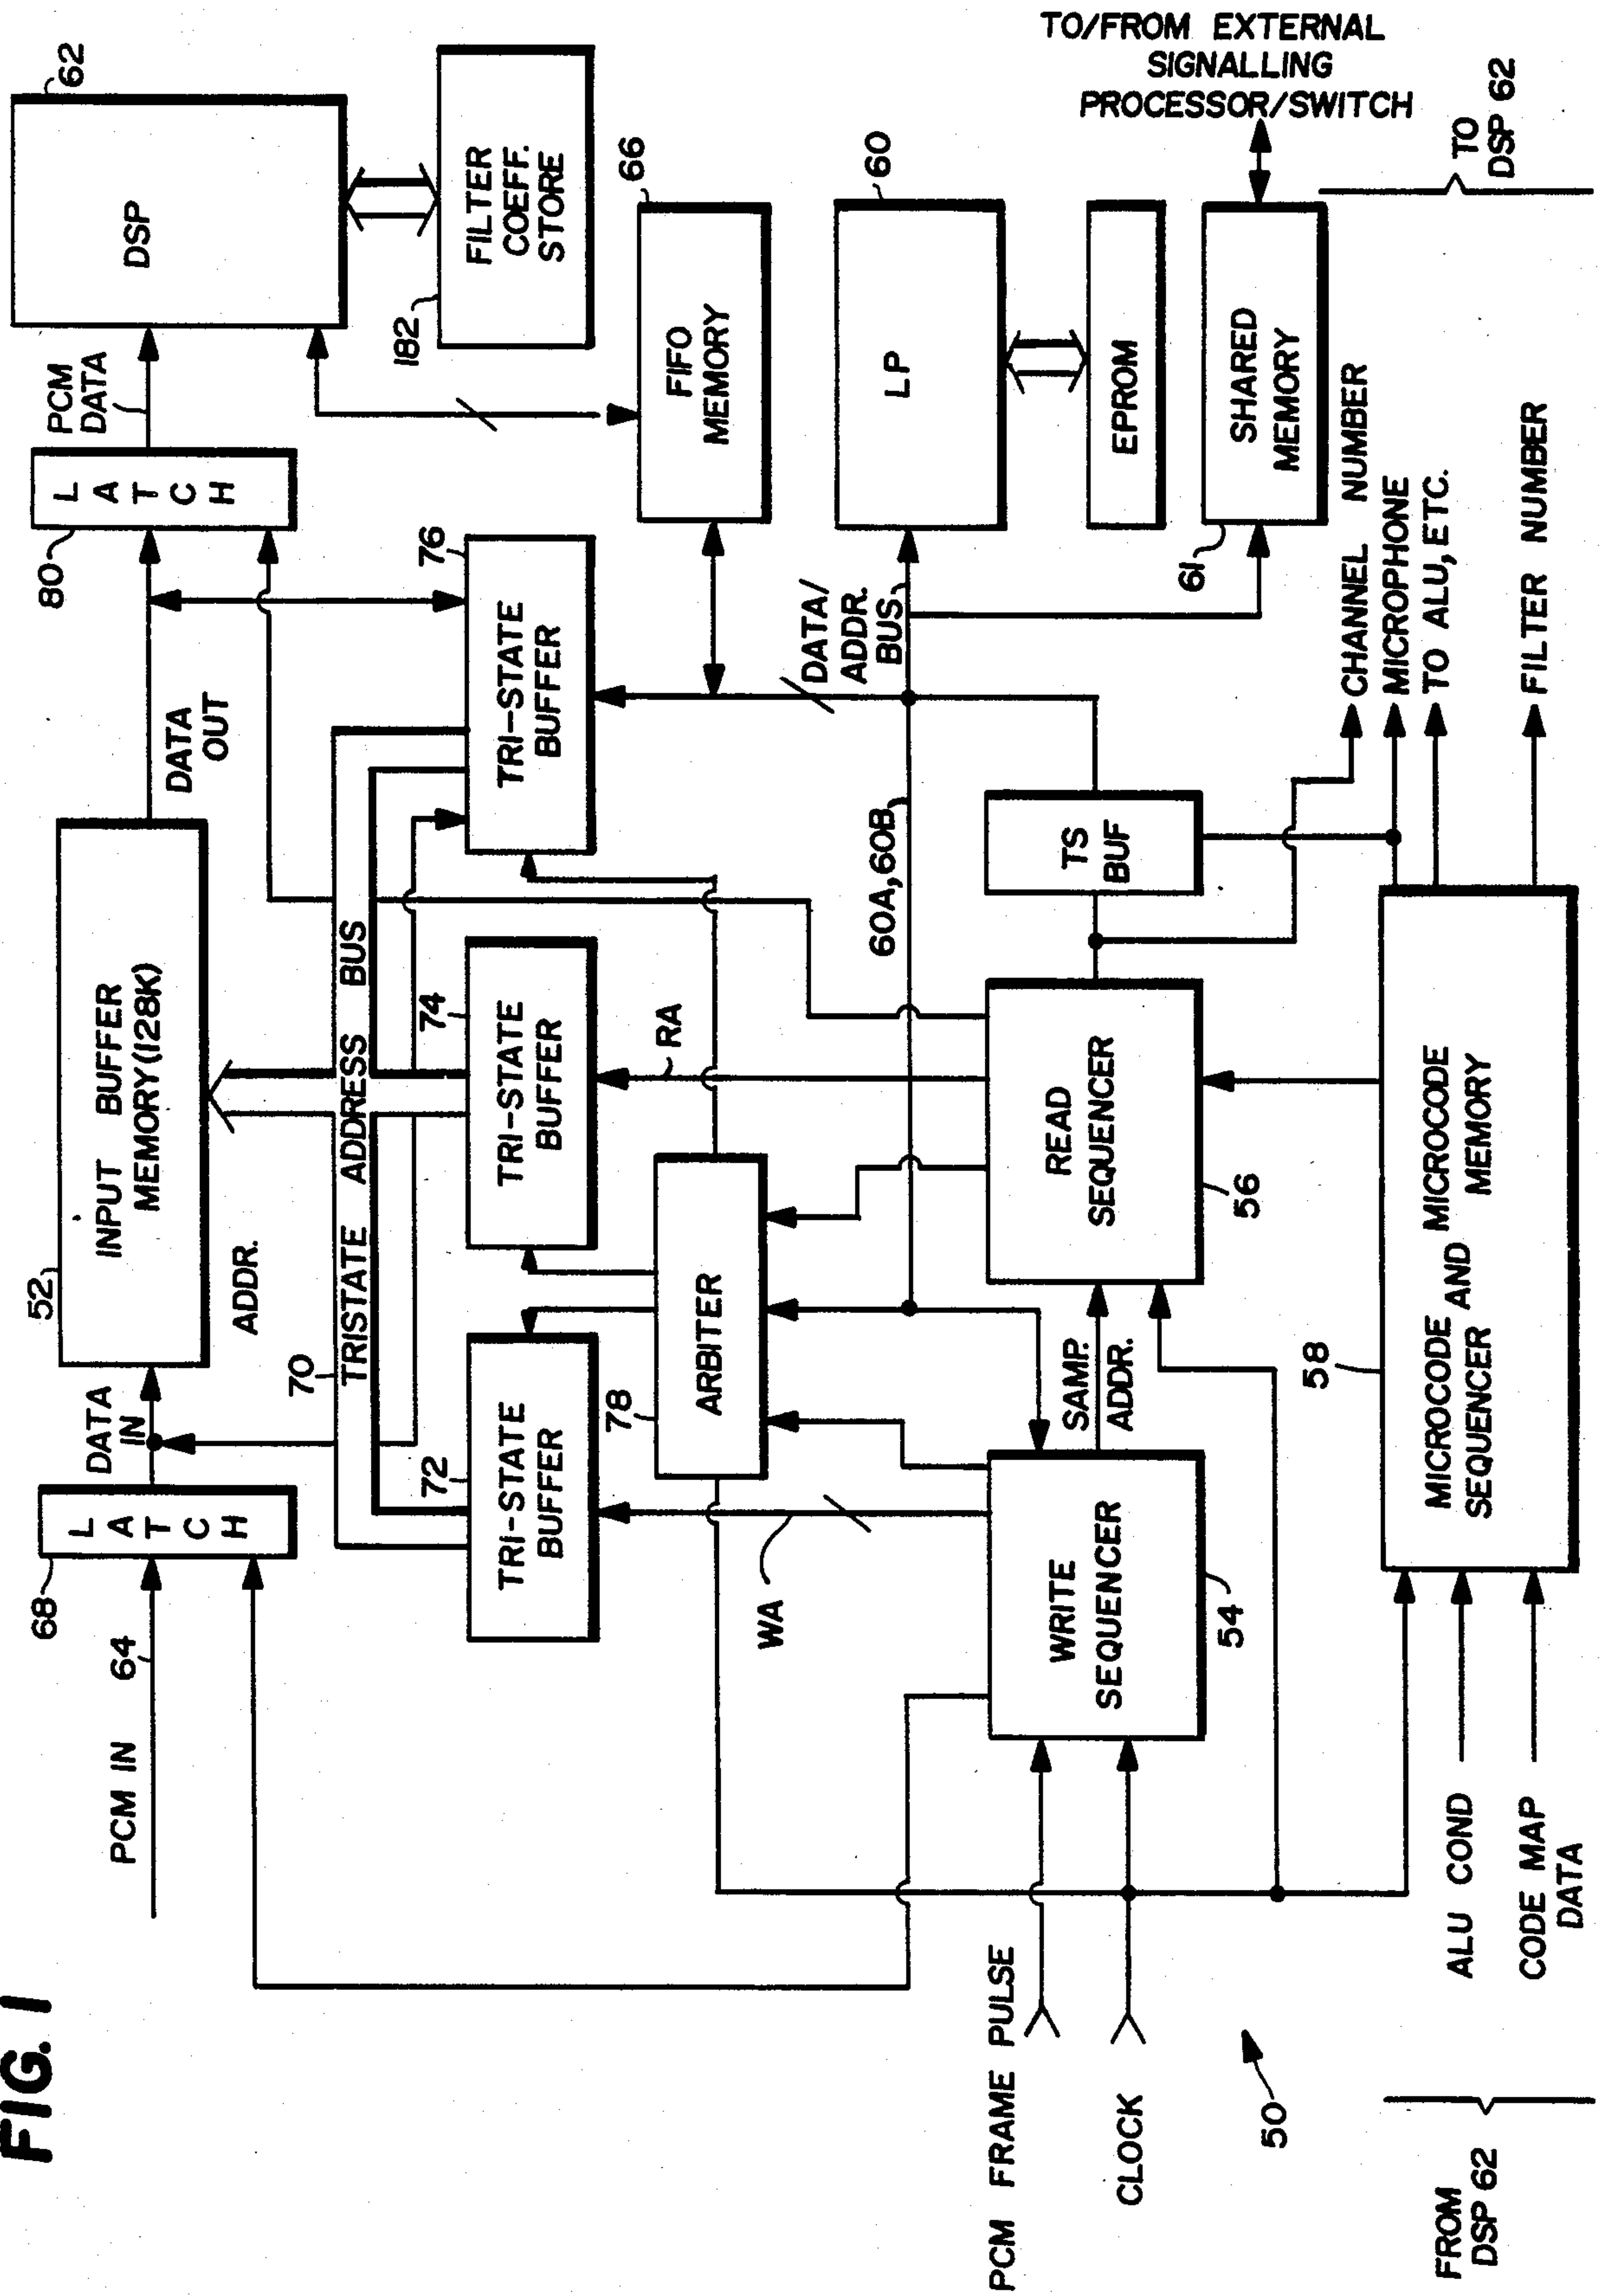 FIG. 1
TO/FROM EXTERNAL
SIGNALLING
PROCESSOR/SWITCH
PCM IN
64
68
LATCH
DATA
IN
52
INPUT BUFFER
MEMORY (128K)
ADDR.
DATA
OUT
80
LATCH
PCM
DATA
62
DSP
182
FILTER
COEFF.
STORE
70
TRISTATE ADDRESS BUS
72
TRI-STATE
BUFFER
74
TRI-STATE
BUFFER
76
TRI-STATE
BUFFER
66
FIFO
MEMORY
78
ARBITER
WA
RA
DATA/
ADDR.
BUS
60A, 60B
60
LP
EPROM
61
SHARED
MEMORY
PCM FRAME PULSE
CLOCK
WRITE
SEQUENCER
54
SAMP.
ADDR.
READ
SEQUENCER
56
TS
BUF
50
58
MICROCODE AND MICROCODE
SEQUENCER MEMORY
CHANNEL NUMBER
MICROPHONE
TO ALU, ETC.
FILTER NUMBER
TO
DSP 62
ALU COND
CODE MAP
DATA
FROM
DSP 62